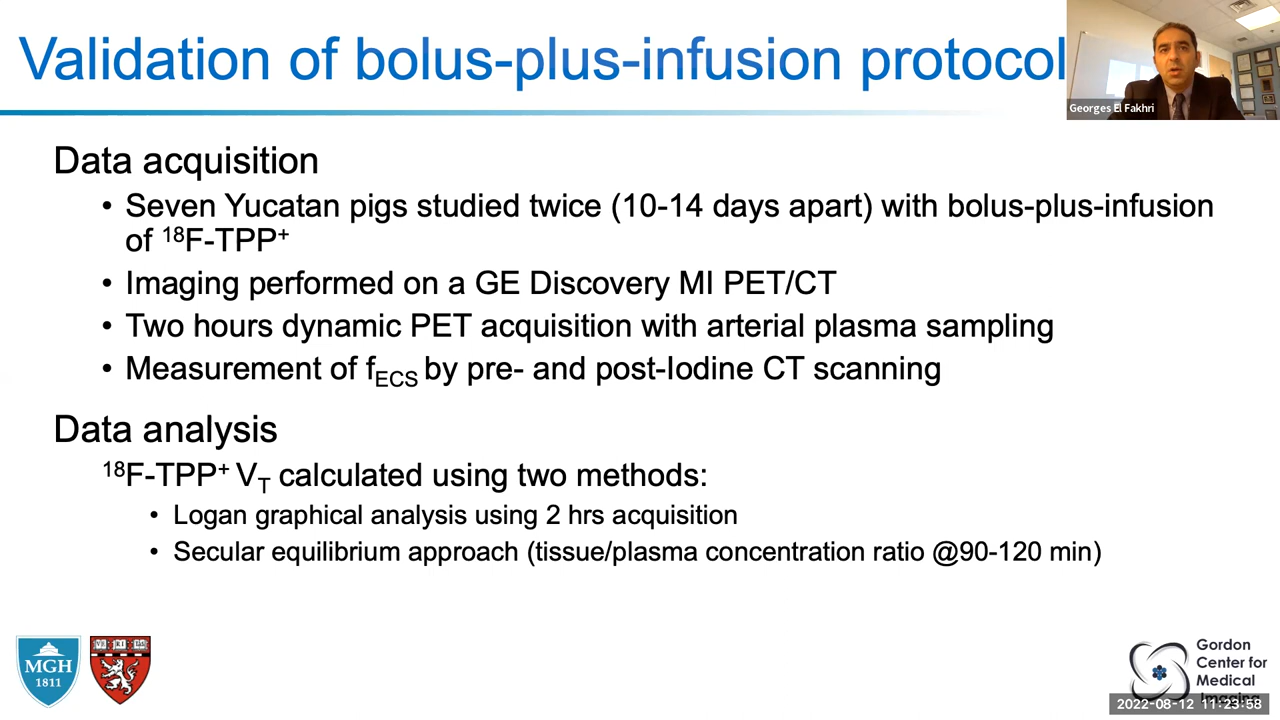 Validation of bolus-plus-infusion protocol
Georges El Fakhri
Data acquisition
• Seven Yucatan pigs studied twice (10-14 days apart) with bolus-plus-infusion
of ¹⁸F-TPP⁺
• Imaging performed on a GE Discovery MI PET/CT
• Two hours dynamic PET acquisition with arterial plasma sampling
• Measurement of fECS by pre- and post-Iodine CT scanning
Data analysis
¹⁸F-TPP⁺ VT calculated using two methods:
• Logan graphical analysis using 2 hrs acquisition
• Secular equilibrium approach (tissue/plasma concentration ratio @90-120 min)
MGH
1811
VE RI TAS
Gordon
Center for
Medical
Imaging
2022-08-12 11:23:58